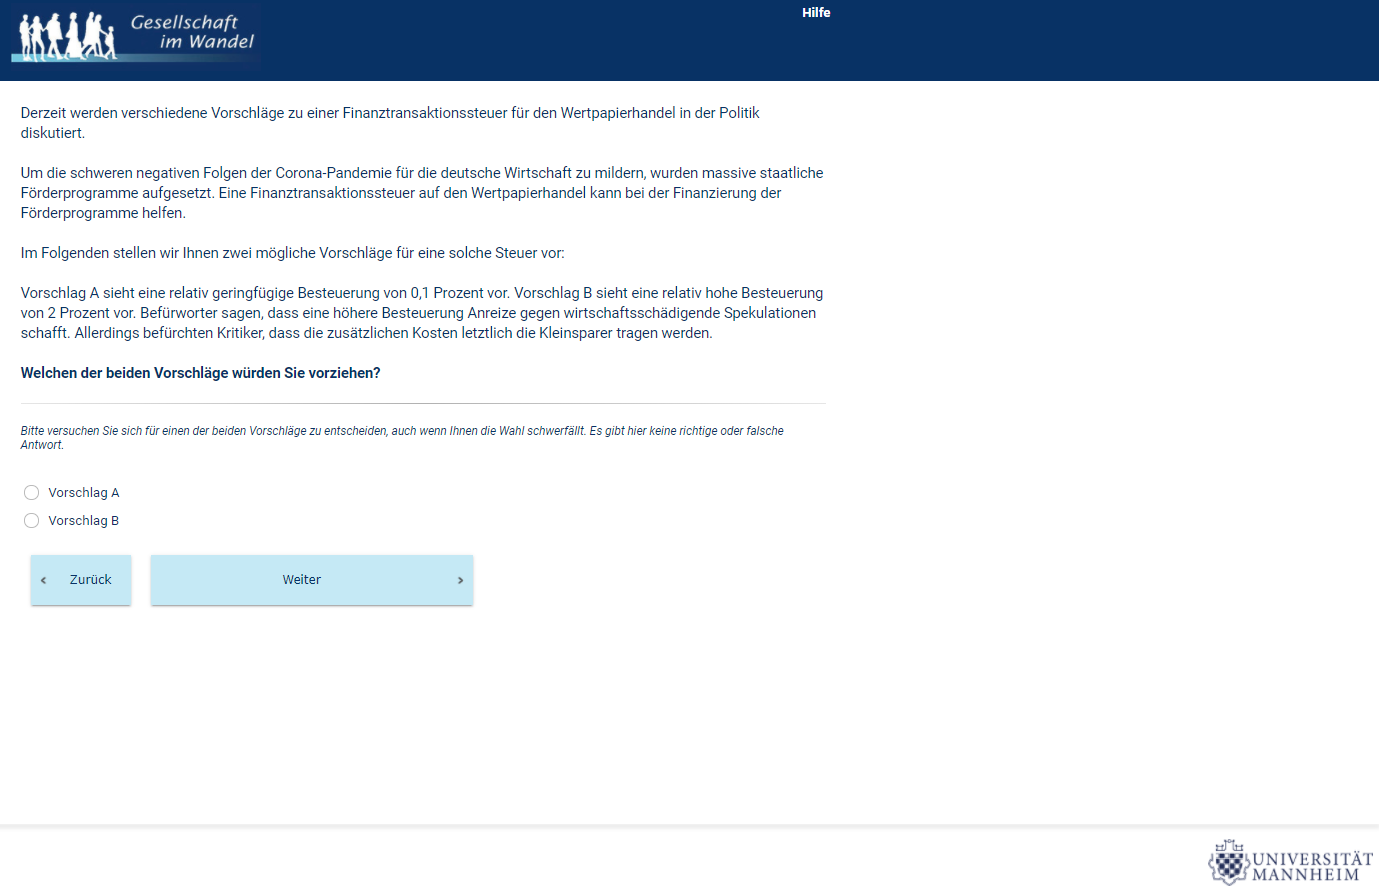 Gesellschaft
im Wandel
Hilfe
Derzeit werden verschiedene Vorschläge zu einer Finanztransaktionssteuer für den Wertpapierhandel in der Politik
diskutiert.
Um die schweren negativen Folgen der Corona-Pandemie für die deutsche Wirtschaft zu mildern, wurden massive staatliche
Förderprogramme aufgesetzt. Eine Finanztransaktionssteuer auf den Wertpapierhandel kann bei der Finanzierung der
Förderprogramme helfen.
Im Folgenden stellen wir Ihnen zwei mögliche Vorschläge für eine solche Steuer vor:
Vorschlag A sieht eine relativ geringfügige Besteuerung von 0,1 Prozent vor. Vorschlag B sieht eine relativ hohe Besteuerung
von 2 Prozent vor. Befürworter sagen, dass eine höhere Besteuerung Anreize gegen wirtschaftsschädigende Spekulationen
schafft. Allerdings befürchten Kritiker, dass die zusätzlichen Kosten letztlich die Kleinsparer tragen werden.
Welchen der beiden Vorschläge würden Sie vorziehen?
Bitte versuchen Sie sich für einen der beiden Vorschläge zu entscheiden, auch wenn Ihnen die Wahl schwerfällt. Es gibt hier keine richtige oder falsche
Antwort.
Vorschlag A
Vorschlag B
Zurück
Weiter
UNIVERSITÄT
MANNHEIM